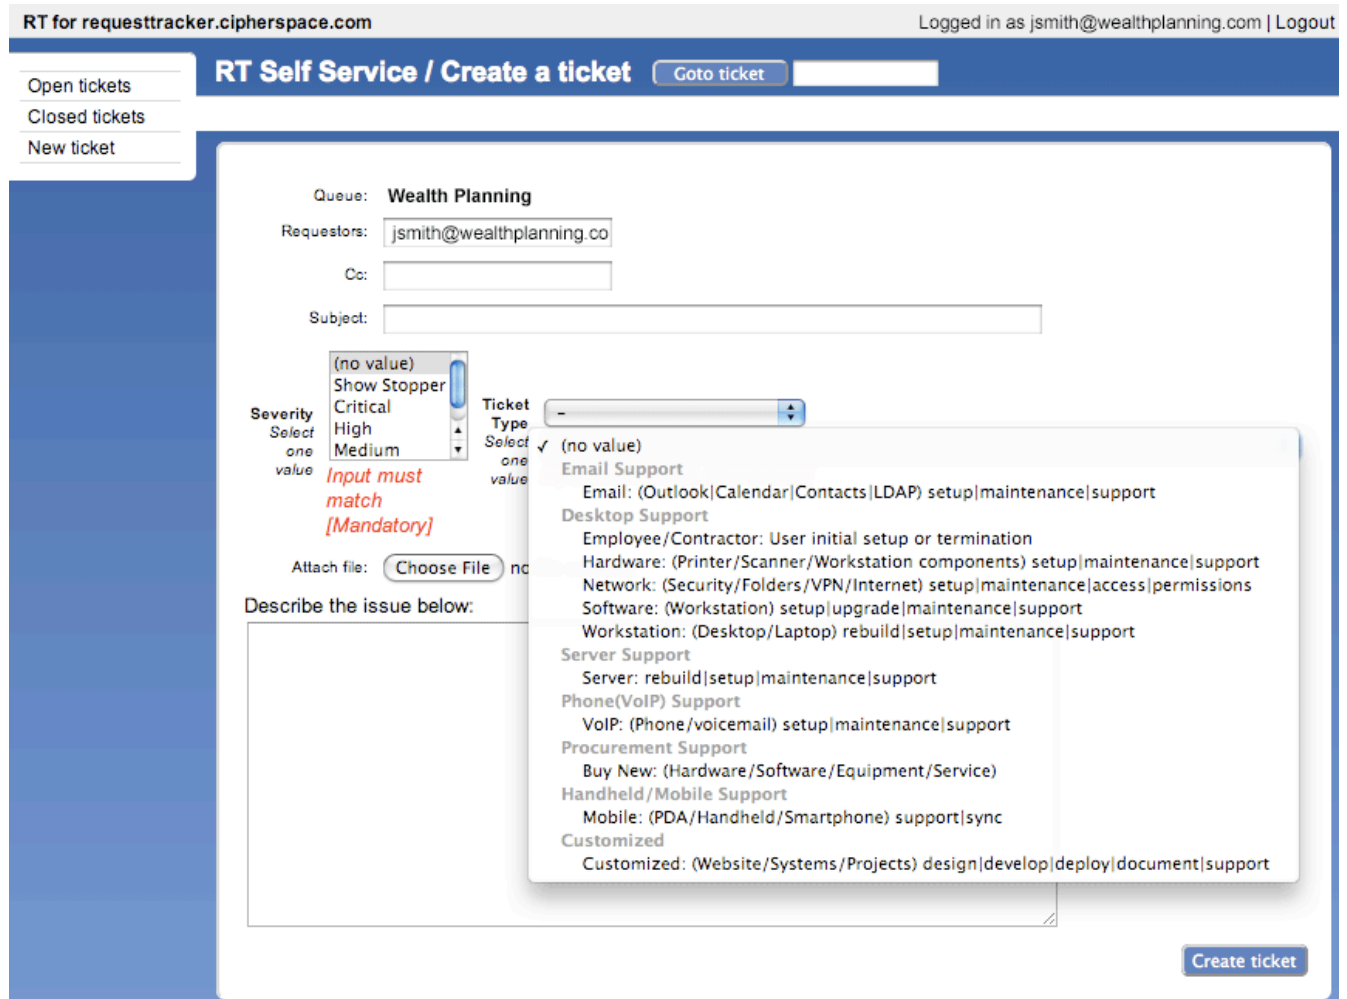 RT for requesttracker.cipherspace.com
Logged in as jsmith@wealthplanning.com | Logout
RT Self Service / Create a ticket
Goto ticket
Open tickets
Closed tickets
New ticket
Queue: Wealth Planning
Requestors: jsmith@wealthplanning.co
Cc:
Subject:
Severity
Select
one
value
(no value)
Show Stopper
Critical
High
Medium
Input must
match
[Mandatory]
Ticket
Type
Select
one
value
-
✓ (no value)
Email Support
Email: (Outlook|Calendar|Contacts|LDAP) setup|maintenance|support
Desktop Support
Employee/Contractor: User initial setup or termination
Hardware: (Printer/Scanner/Workstation components) setup|maintenance|support
Network: (Security/Folders/VPN/Internet) setup|maintenance|access|permissions
Software: (Workstation) setup|upgrade|maintenance|support
Workstation: (Desktop/Laptop) rebuild|setup|maintenance|support
Server Support
Server: rebuild|setup|maintenance|support
Phone(VoIP) Support
VoIP: (Phone/voicemail) setup|maintenance|support
Procurement Support
Buy New: (Hardware/Software/Equipment/Service)
Handheld/Mobile Support
Mobile: (PDA/Handheld/Smartphone) support|sync
Customized
Customized: (Website/Systems/Projects) design|develop|deploy|document|support
Attach file: Choose File no
Describe the issue below:
Create ticket